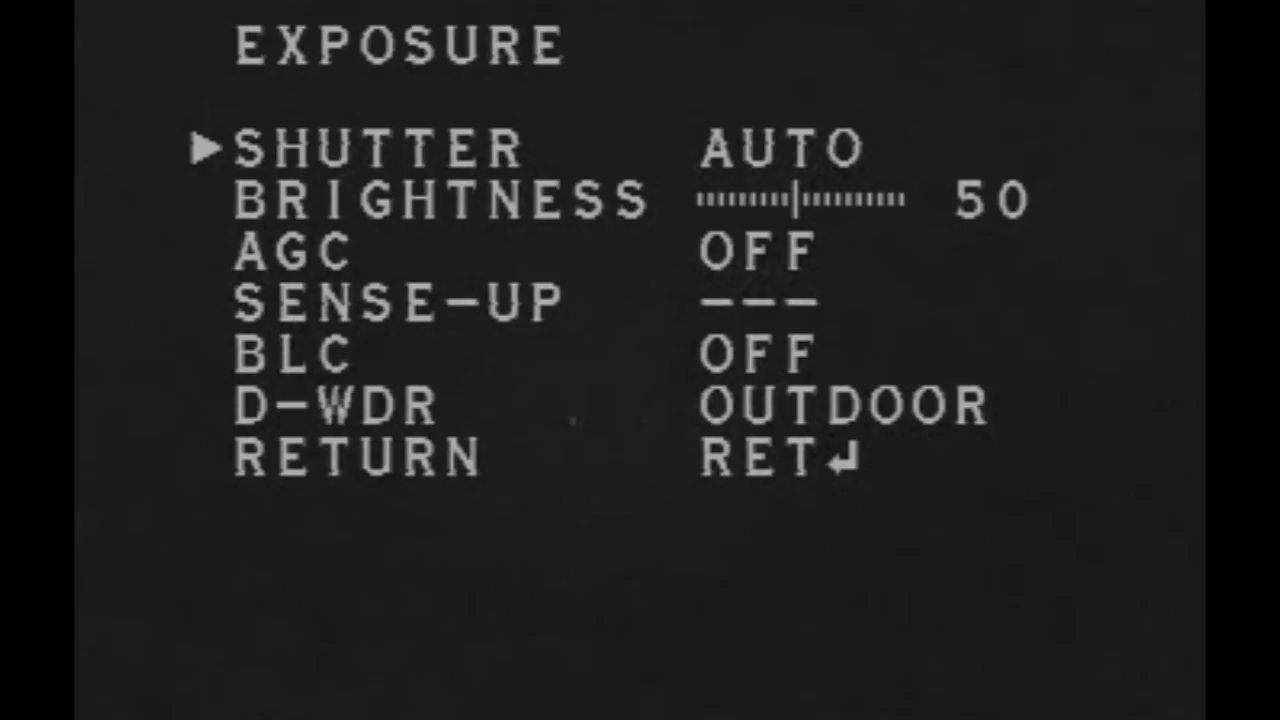 EXPOSURE
►SHUTTER AUTO
BRIGHTNESS 50
AGC OFF
SENSE-UP ---
BLC OFF
D-WDR OUTDOOR
RETURN RET↲